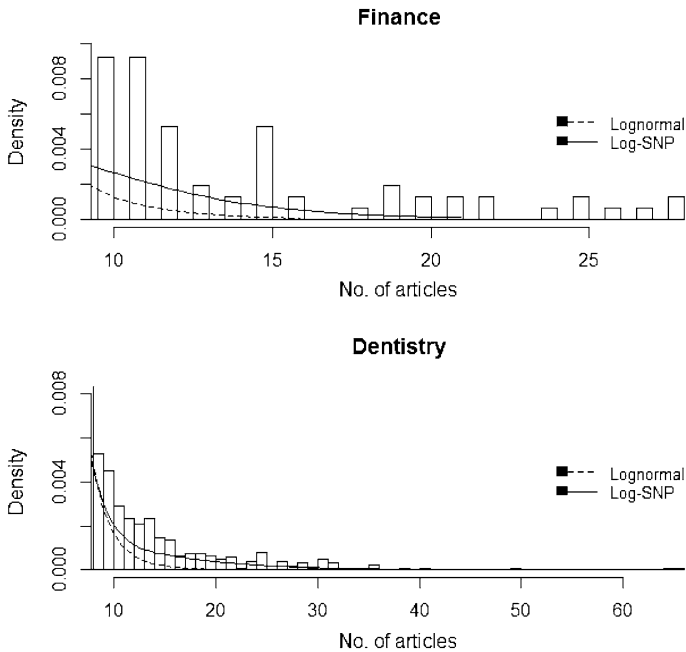 Finance
0.008
0.004
0.000
Density
Lognormal
Log-SNP
10 15 20 25
No. of articles
Dentistry
0.008
0.004
0.000
Density
Lognormal
Log-SNP
10 20 30 40 50 60
No. of articles